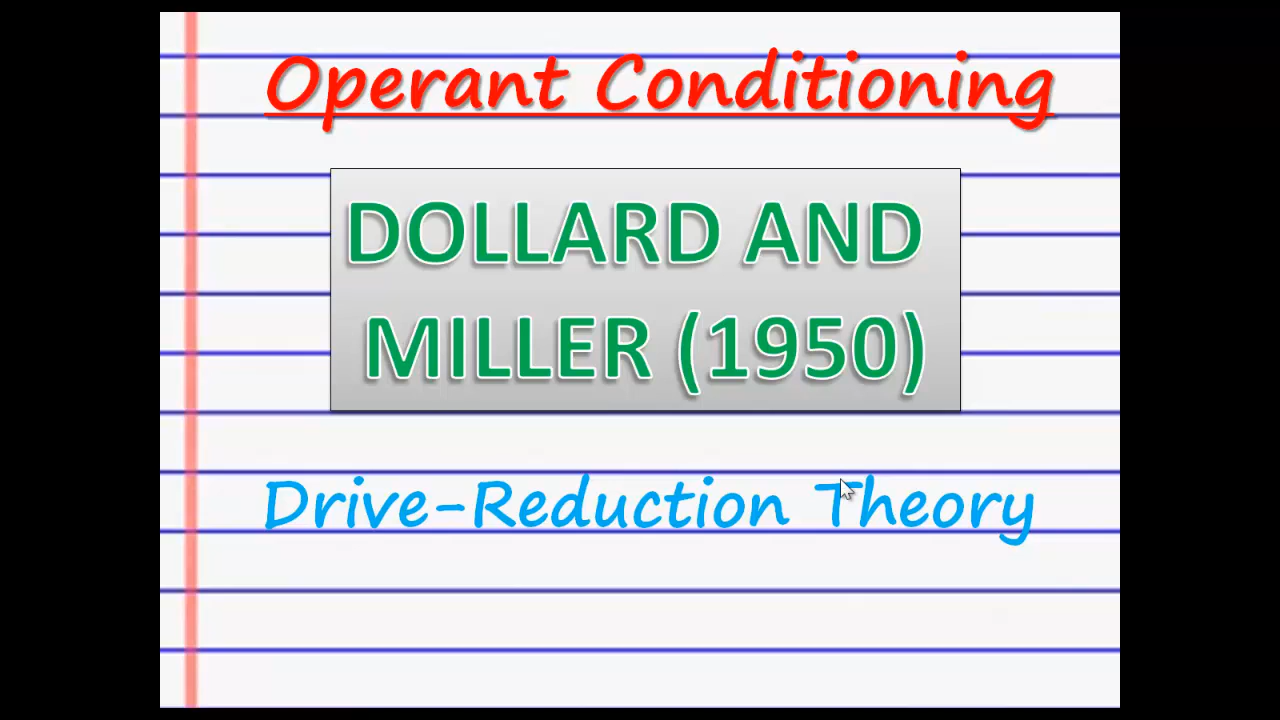 Operant Conditioning
DOLLARD AND
MILLER (1950)
Drive-Reduction Theory